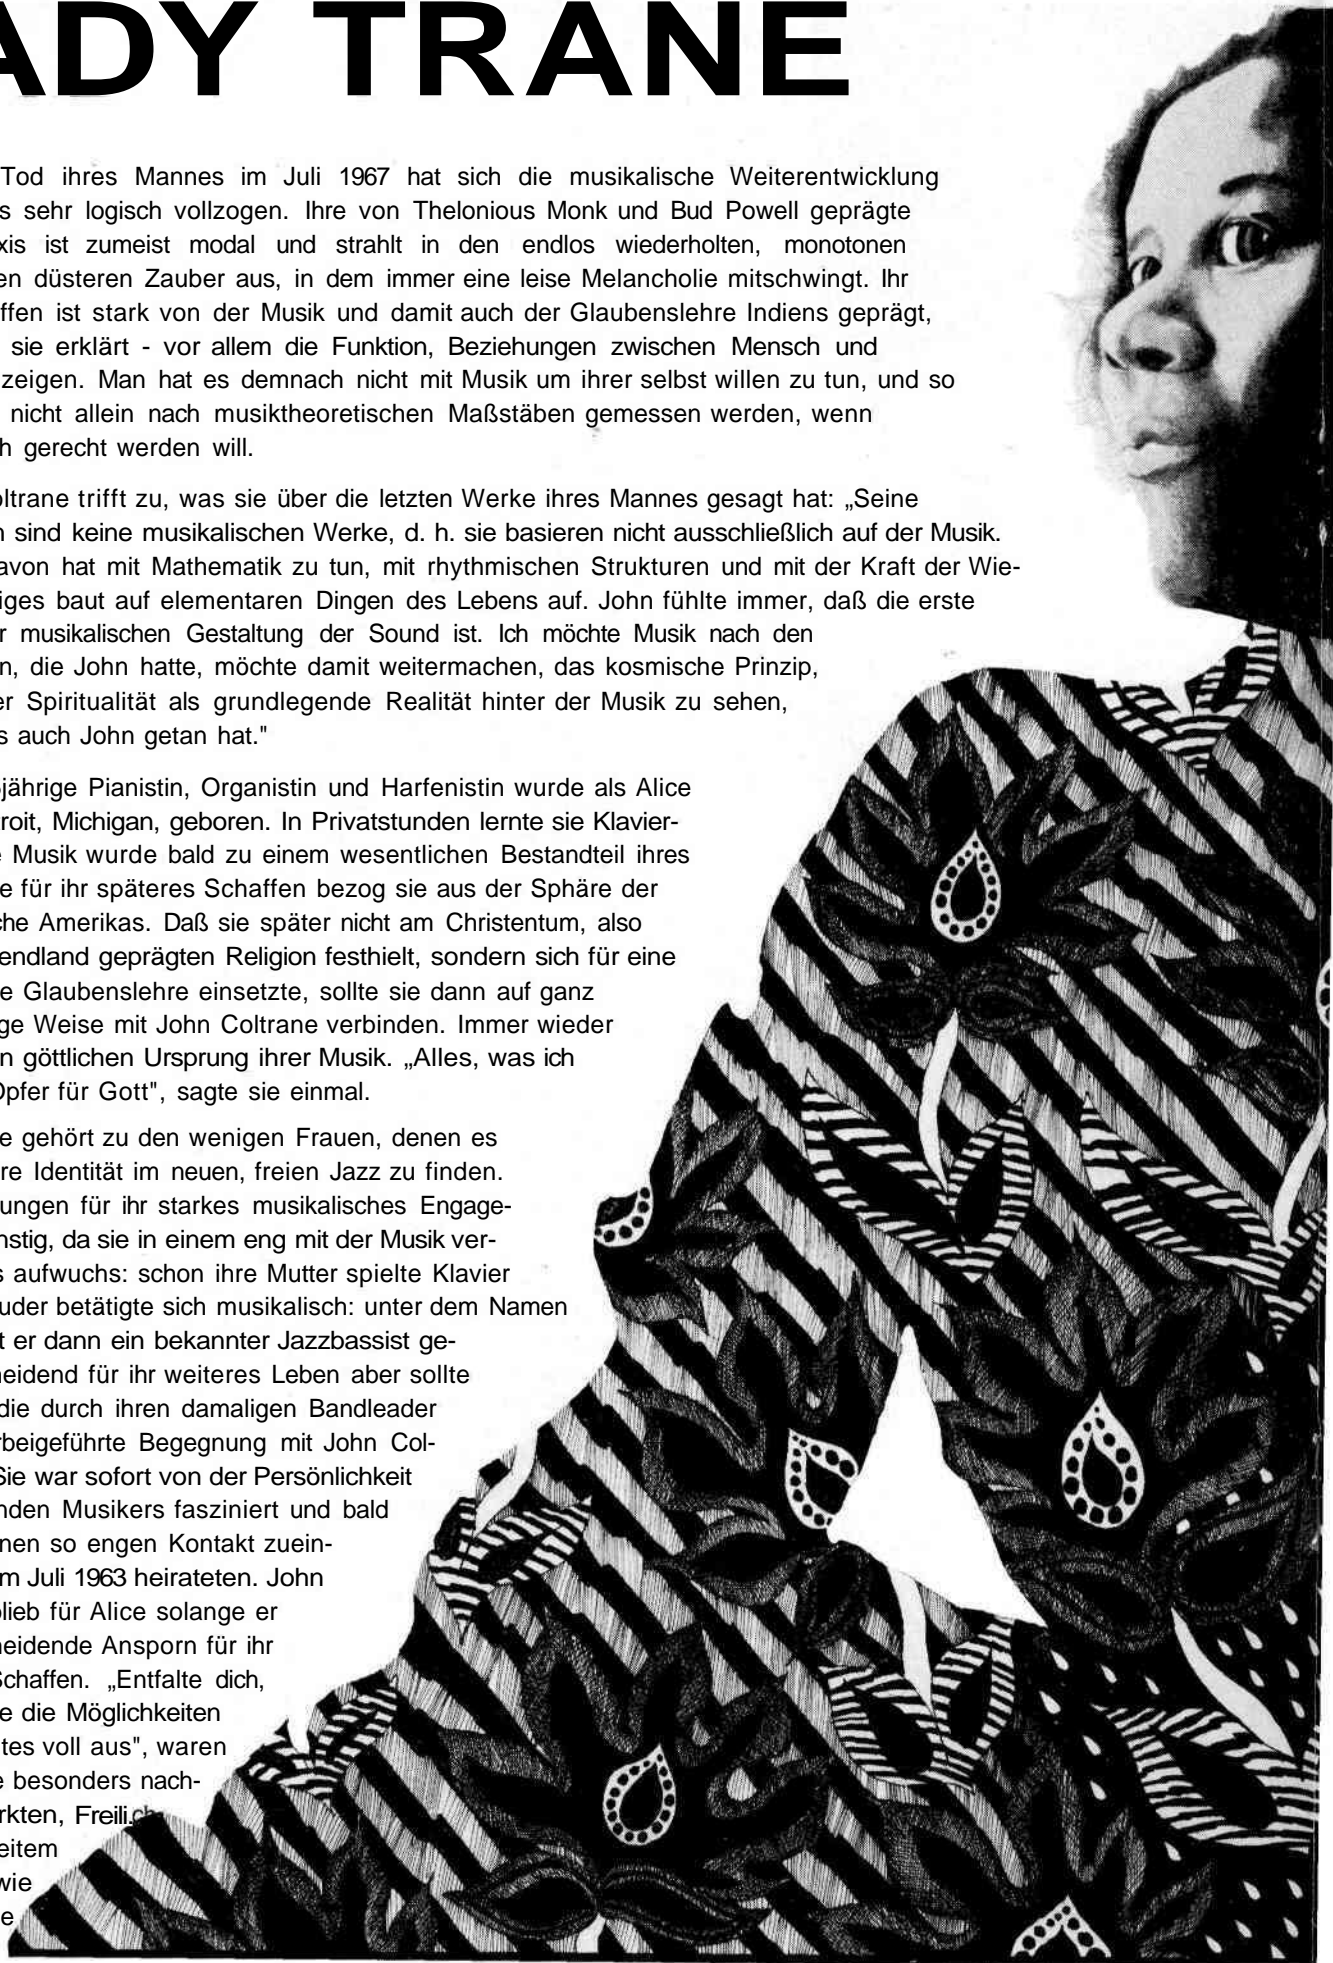 ADY TRANE
Tod ihres Mannes im Juli 1967 hat sich die musikalische Weiterentwicklung
s sehr logisch vollzogen. Ihre von Thelonious Monk und Bud Powell geprägte
xis ist zumeist modal und strahlt in den endlos wiederholten, monotonen
en düsteren Zauber aus, in dem immer eine leise Melancholie mitschwingt. Ihr
ffen ist stark von der Musik und damit auch der Glaubenslehre Indiens geprägt,
sie erklärt - vor allem die Funktion, Beziehungen zwischen Mensch und
zeigen. Man hat es demnach nicht mit Musik um ihrer selbst willen zu tun, und so
nicht allein nach musiktheoretischen Maßstäben gemessen werden, wenn
h gerecht werden will.
oltrane trifft zu, was sie über die letzten Werke ihres Mannes gesagt hat: „Seine
n sind keine musikalischen Werke, d. h. sie basieren nicht ausschließlich auf der Musik.
avon hat mit Mathematik zu tun, mit rhythmischen Strukturen und mit der Kraft der Wie-
iges baut auf elementaren Dingen des Lebens auf. John fühlte immer, daß die erste
r musikalischen Gestaltung der Sound ist. Ich möchte Musik nach den
n, die John hatte, möchte damit weitermachen, das kosmische Prinzip,
er Spiritualität als grundlegende Realität hinter der Musik zu sehen,
s auch John getan hat."
jährige Pianistin, Organistin und Harfenistin wurde als Alice
roit, Michigan, geboren. In Privatstunden lernte sie Klavier-
e Musik wurde bald zu einem wesentlichen Bestandteil ihres
e für ihr späteres Schaffen bezog sie aus der Sphäre der
che Amerikas. Daß sie später nicht am Christentum, also
endland geprägten Religion festhielt, sondern sich für eine
e Glaubenslehre einsetzte, sollte sie dann auf ganz
ge Weise mit John Coltrane verbinden. Immer wieder
n göttlichen Ursprung ihrer Musik. „Alles, was ich
Opfer für Gott", sagte sie einmal.
e gehört zu den wenigen Frauen, denen es
re Identität im neuen, freien Jazz zu finden.
ungen für ihr starkes musikalisches Engage-
nstig, da sie in einem eng mit der Musik ver-
s aufwuchs: schon ihre Mutter spielte Klavier
uder betätigte sich musikalisch: unter dem Namen
t er dann ein bekannter Jazzbassist ge-
heidend für ihr weiteres Leben aber sollte
die durch ihren damaligen Bandleader
rbeigeführte Begegnung mit John Col-
Sie war sofort von der Persönlichkeit
nden Musikers fasziniert und bald
nen so engen Kontakt zuein-
m Juli 1963 heirateten. John
blieb für Alice solange er
heidende Ansporn für ihr
Schaffen. „Entfalte dich,
e die Möglichkeiten
tes voll aus", waren
e besonders nach-
rkten, Freili.ch
eitem
wie
e